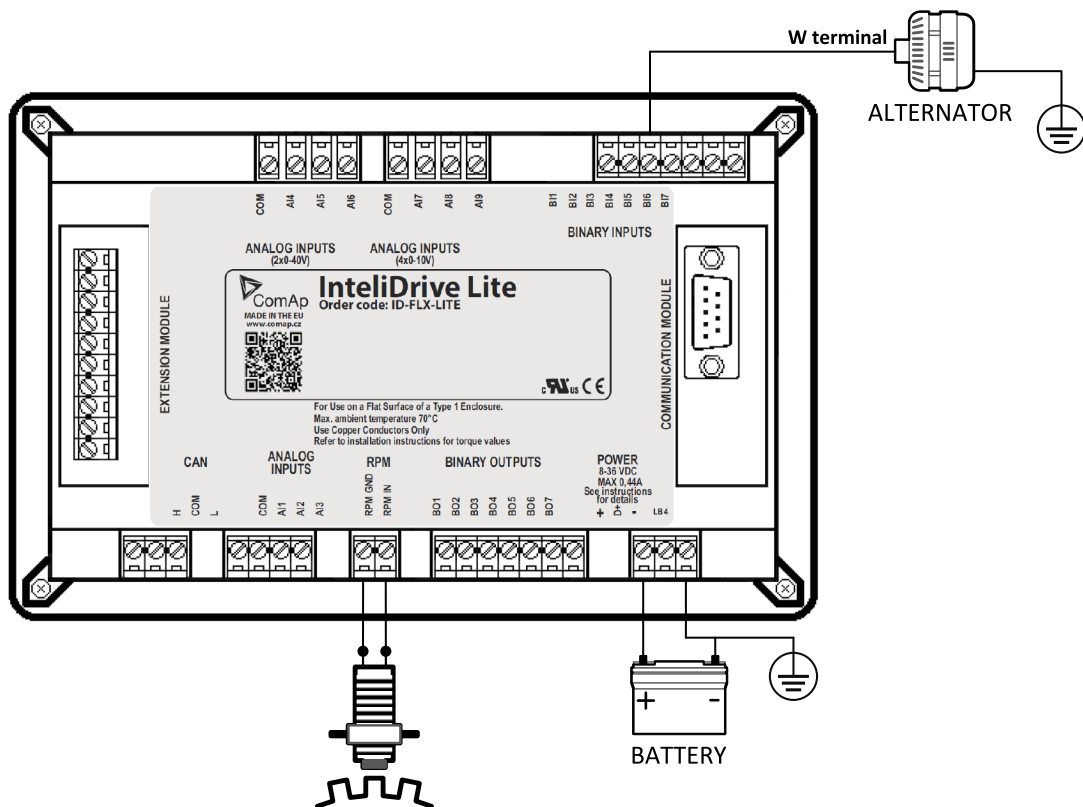 W terminal
ALTERNATOR
COM AI4 AI5 AI6 COM AI7 AI8 AI9 BI1 BI2 BI3 BI4 BI5 BI6 BI7
ANALOG INPUTS
(2x0-40V)
ANALOG INPUTS
(4x0-10V)
BINARY INPUTS
EXTENSION MODULE
ComAp
MADE IN THE EU
www.comap.cz
InteliDrive Lite
Order code: ID-FLX-LITE
c UL us CE
COMMUNICATION MODULE
For Use on a Flat Surface of a Type 1 Enclosure.
Max. ambient temperature 70°C
Use Copper Conductors Only
Refer to installation instructions for torque values
CAN
ANALOG
INPUTS
RPM
BINARY OUTPUTS
POWER
8-36 VDC
MAX 0,44A
See instructions
for details
H COM L COM AI1 AI2 AI3 RPM GND RPM IN BO1 BO2 BO3 BO4 BO5 BO6 BO7 + D+ - LB4
+ -
BATTERY